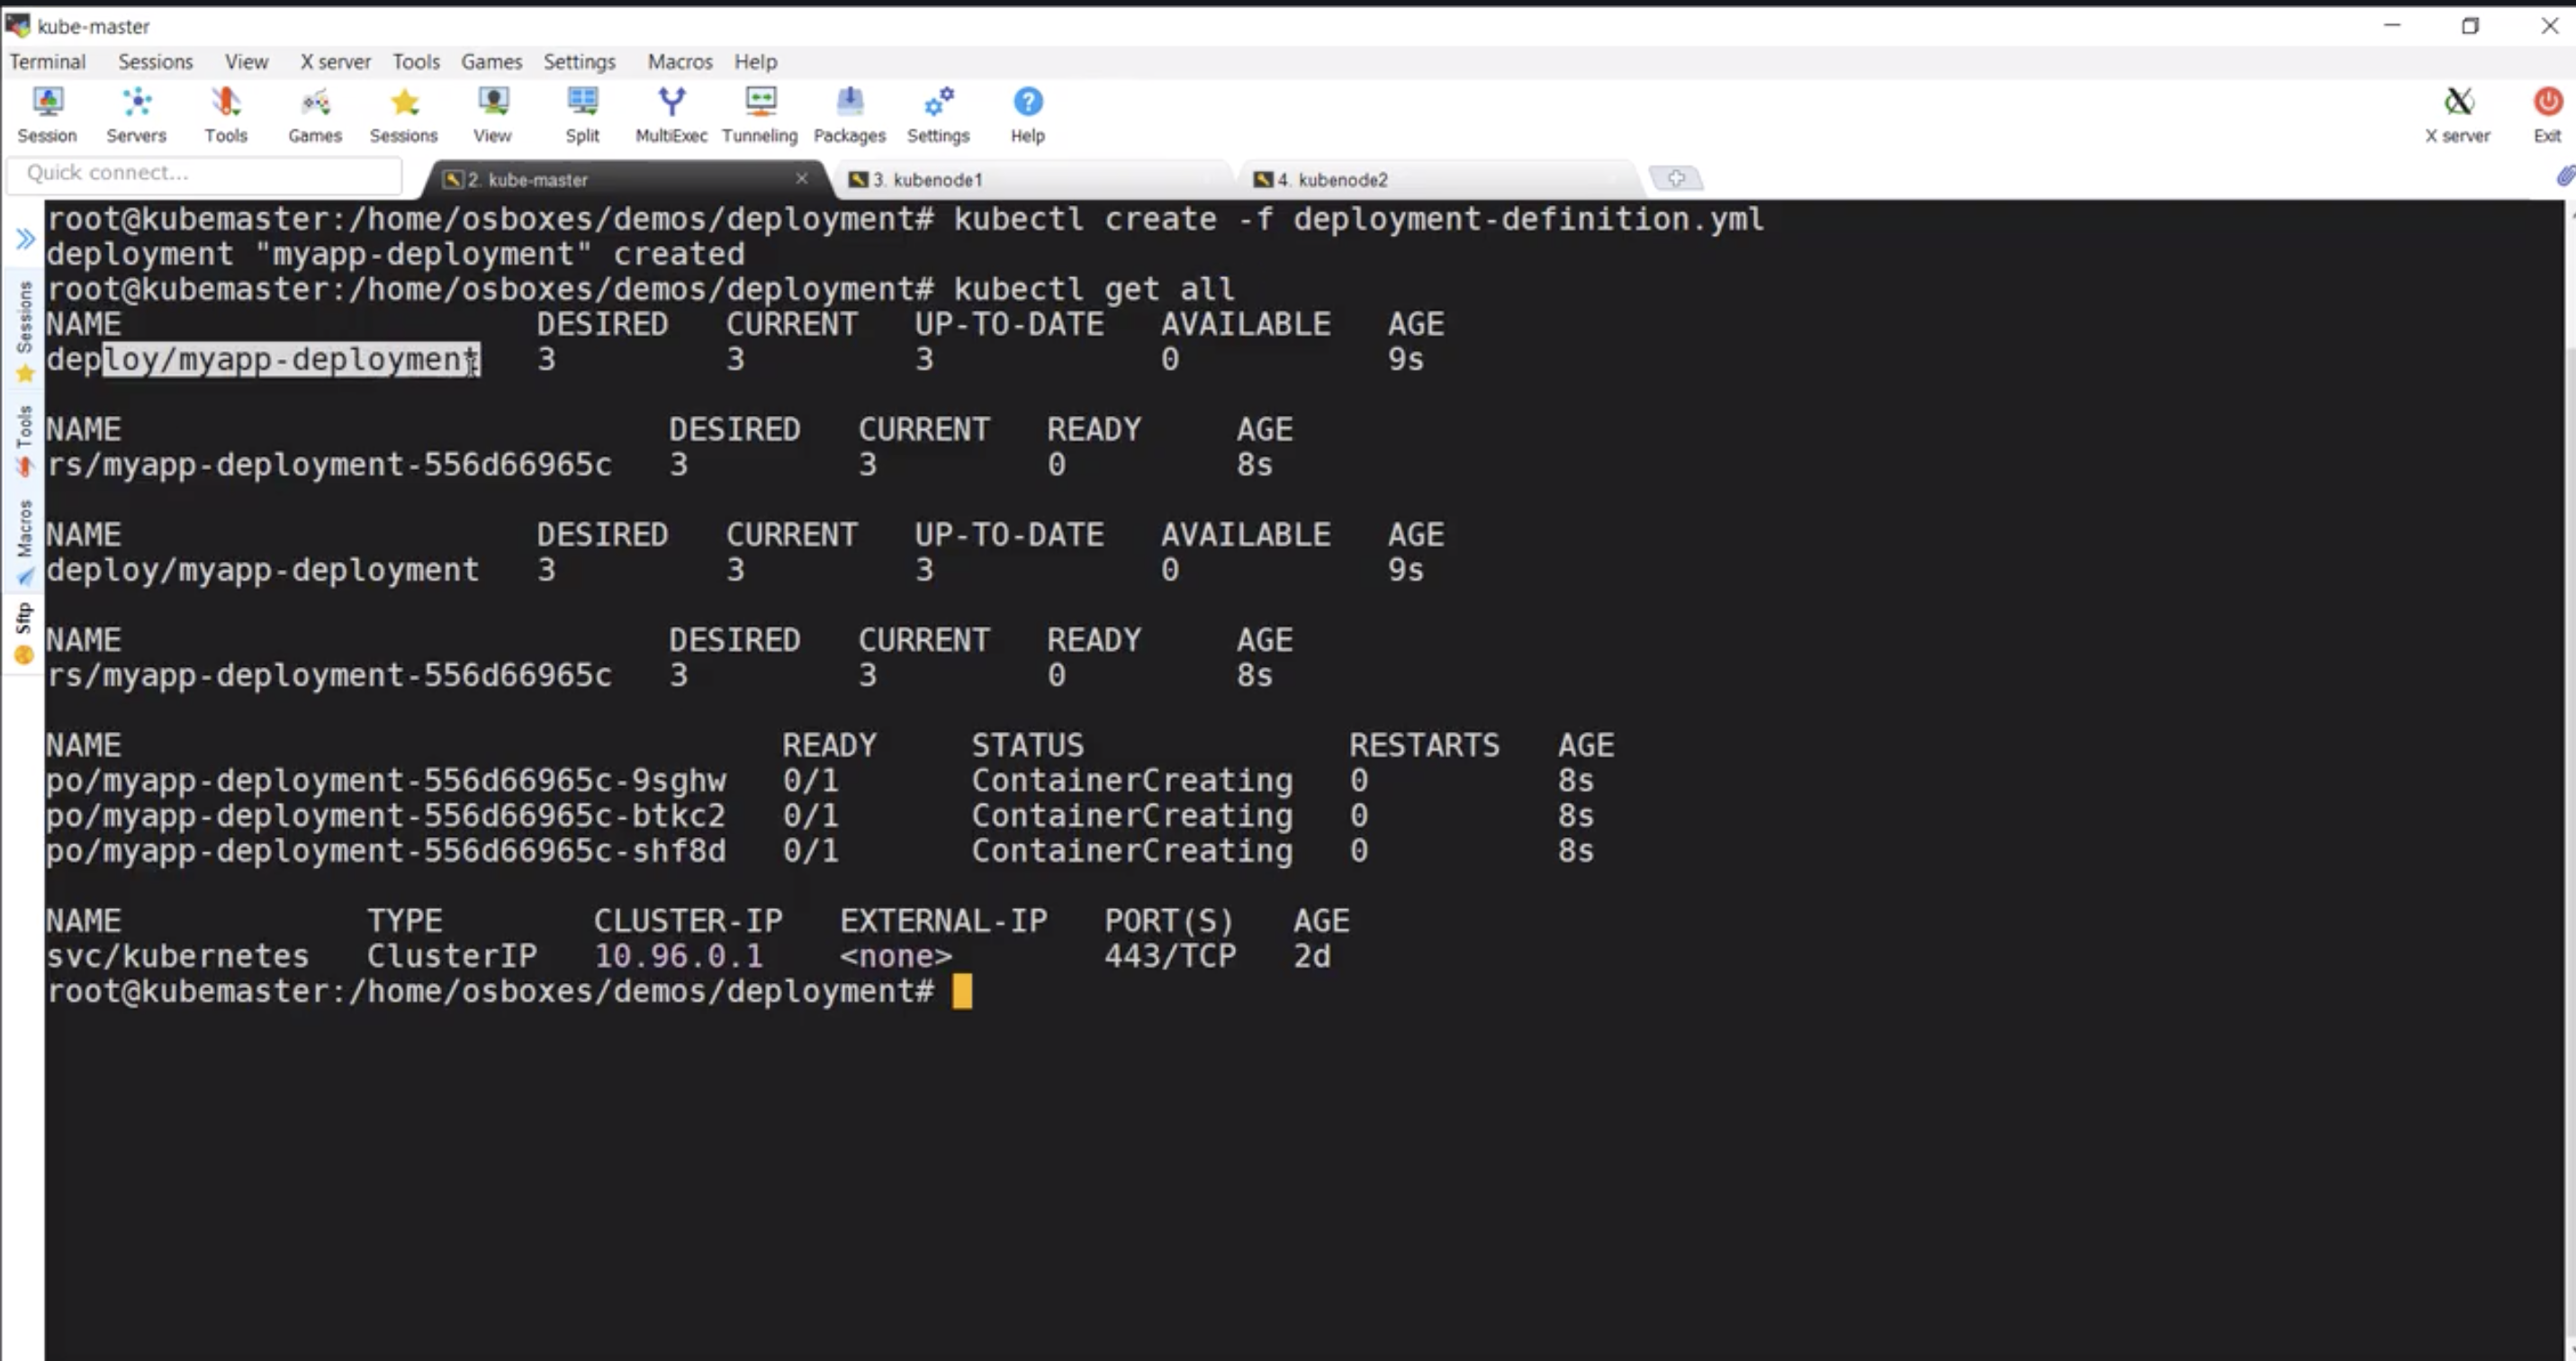 kube-master
Terminal Sessions View X server Tools Games Settings Macros Help
Session Servers Tools Games Sessions View Split MultiExec Tunneling Packages Settings Help X server Exit
Quick connect... 2. kube-master 3. kubenode1 4. kubenode2
Sessions
Tools
Macros
Sftp
root@kubemaster:/home/osboxes/demos/deployment# kubectl create -f deployment-definition.yml
deployment "myapp-deployment" created
root@kubemaster:/home/osboxes/demos/deployment# kubectl get all
NAME DESIRED CURRENT UP-TO-DATE AVAILABLE AGE
deploy/myapp-deployment 3 3 3 0 9s
NAME DESIRED CURRENT READY AGE
rs/myapp-deployment-556d66965c 3 3 0 8s
NAME DESIRED CURRENT UP-TO-DATE AVAILABLE AGE
deploy/myapp-deployment 3 3 3 0 9s
NAME DESIRED CURRENT READY AGE
rs/myapp-deployment-556d66965c 3 3 0 8s
NAME READY STATUS RESTARTS AGE
po/myapp-deployment-556d66965c-9sghw 0/1 ContainerCreating 0 8s
po/myapp-deployment-556d66965c-btkc2 0/1 ContainerCreating 0 8s
po/myapp-deployment-556d66965c-shf8d 0/1 ContainerCreating 0 8s
NAME TYPE CLUSTER-IP EXTERNAL-IP PORT(S) AGE
svc/kubernetes ClusterIP 10.96.0.1 <none> 443/TCP 2d
root@kubemaster:/home/osboxes/demos/deployment#